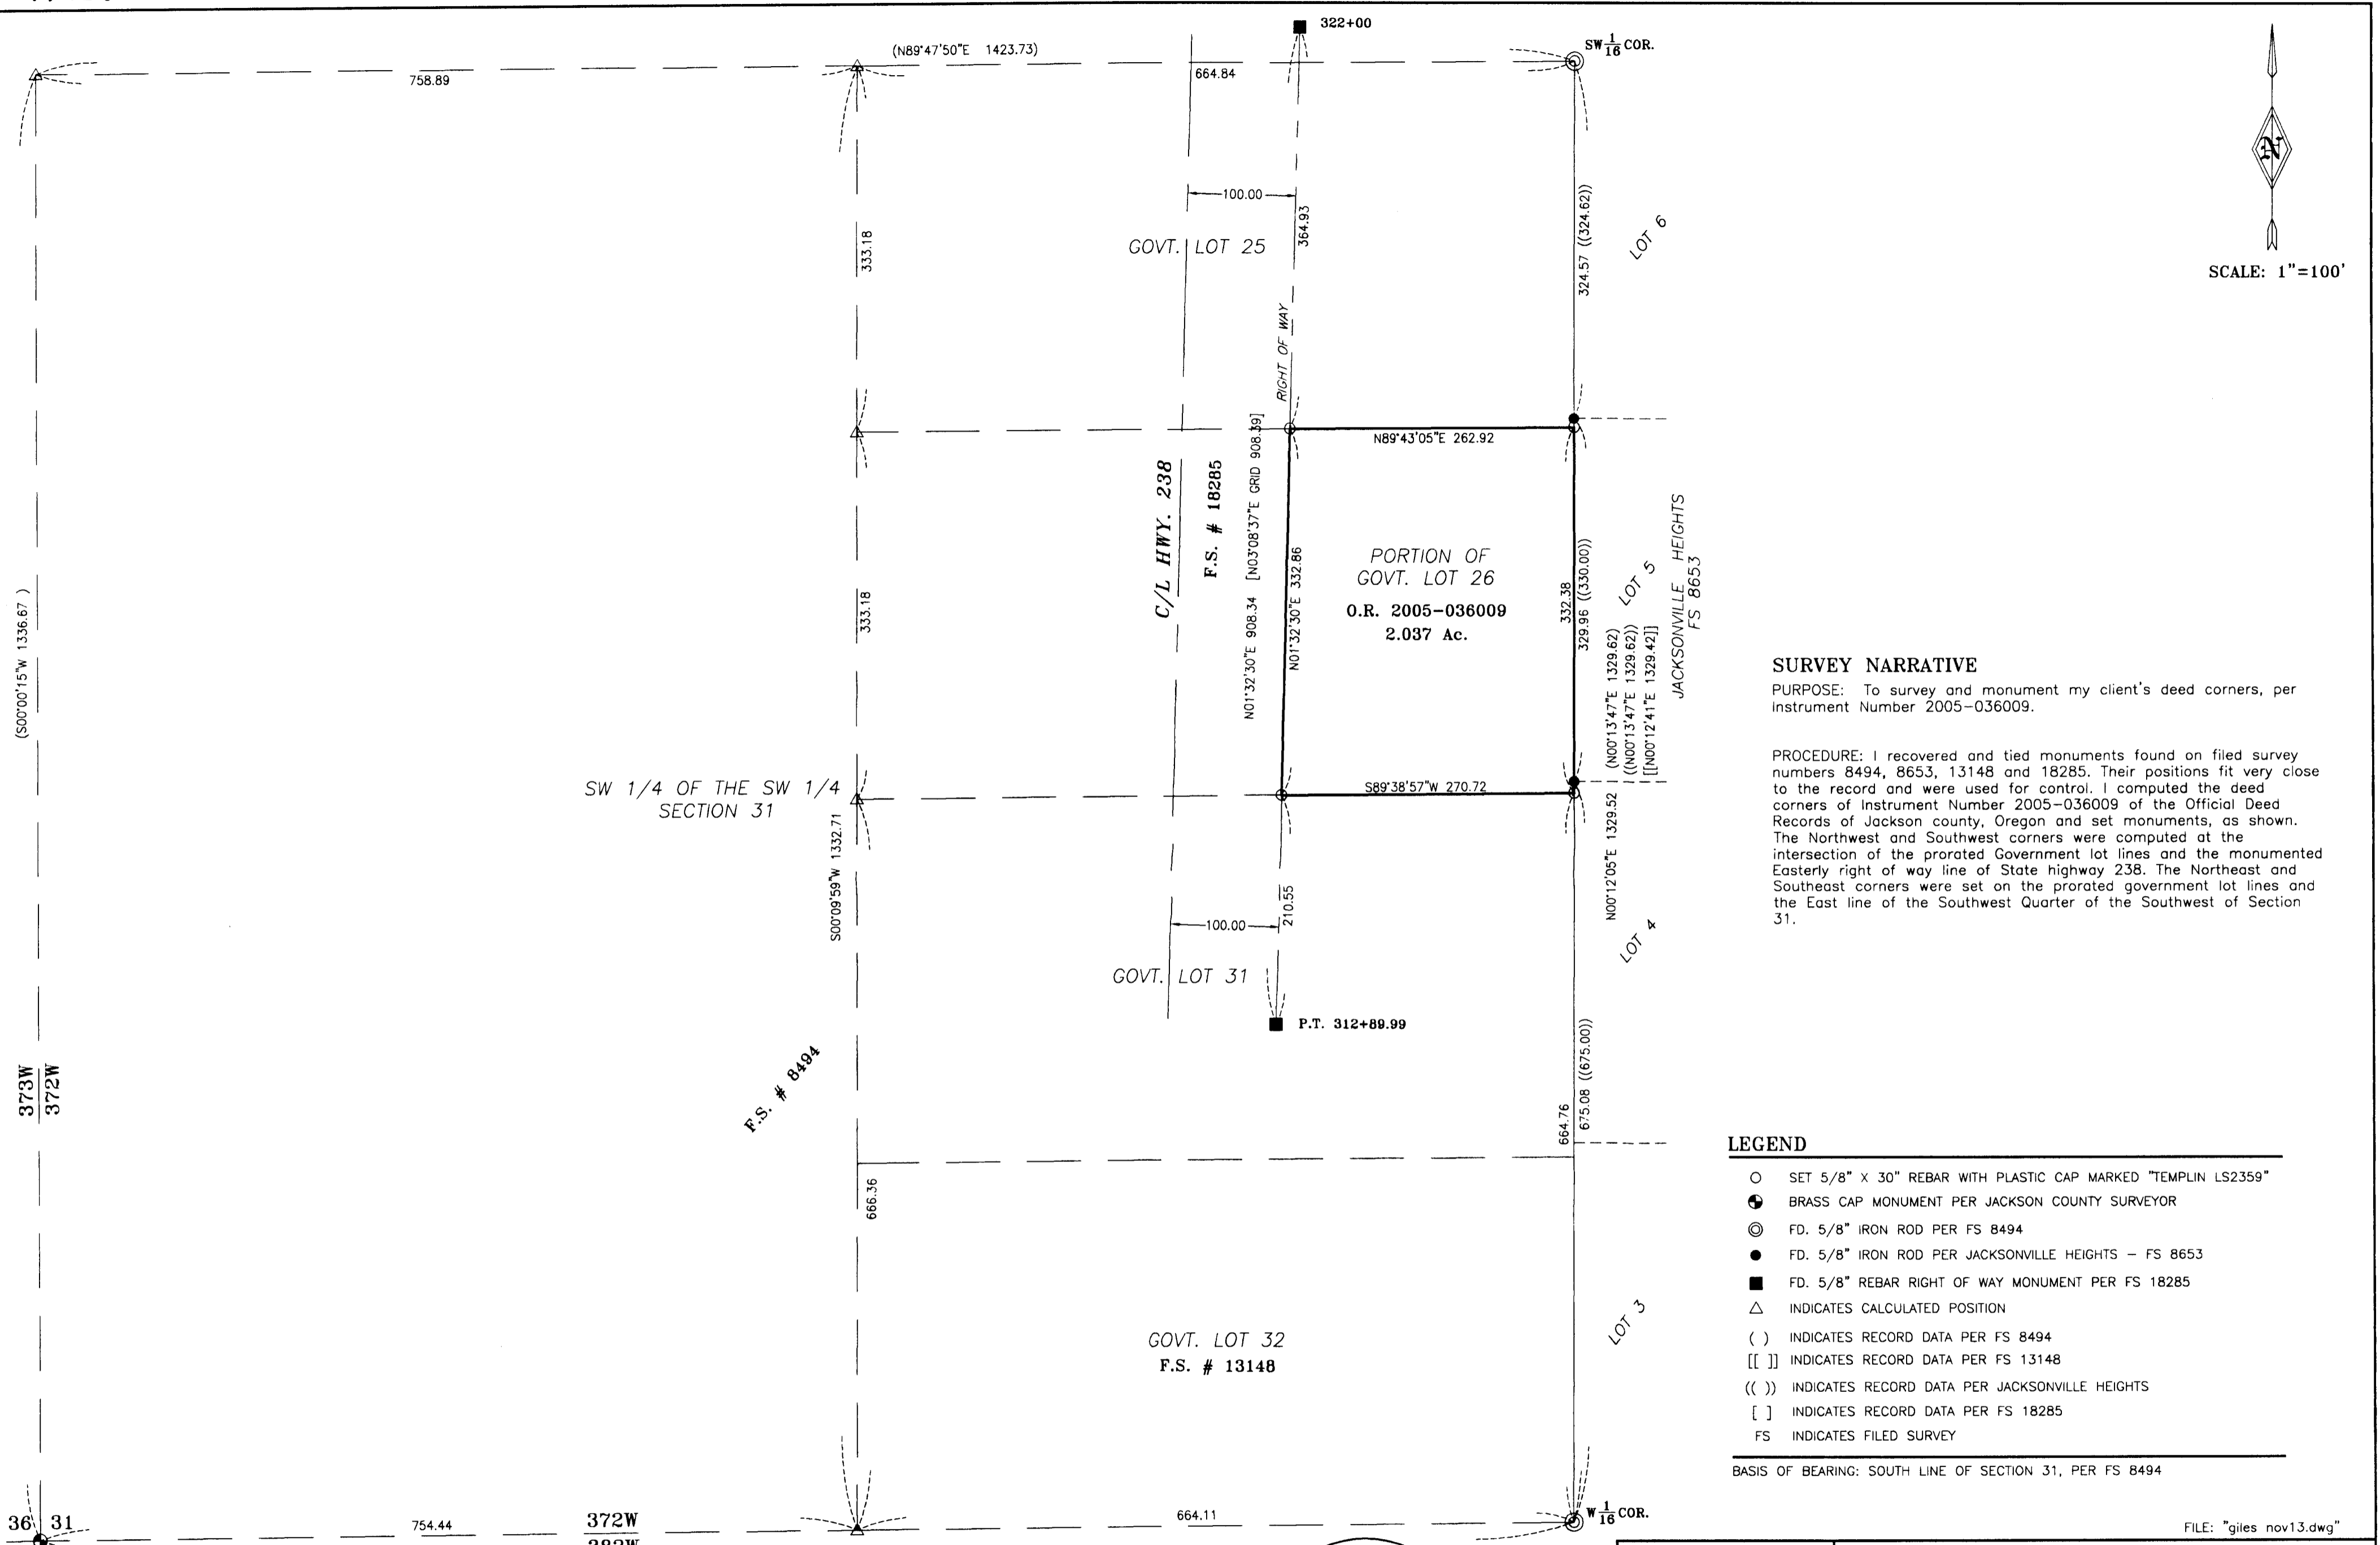 322+00
(N89°47'50"E 1423.73)
758.89
664.84
SW 1/16 COR.
N
SCALE: 1"=100'
100.00
364.93
333.18
GOVT. LOT 25
324.57 ((324.62))
LOT 6
RIGHT OF WAY
N89°43'05"E 262.92
C/L HWY. 238
F.S. # 18285
N01°32'30"E 908.34 [N03°08'37"E GRID 908.39]
N01°32'30"E 332.86
PORTION OF
GOVT. LOT 26
O.R. 2005-036009
2.037 Ac.
332.38
329.96 ((330.00))
LOT 5
JACKSONVILLE HEIGHTS
FS 8653
(N00°13'47"E 1329.62)
((N00°13'47"E 1329.62))
[[N00°12'41"E 1329.42]]
N00°12'05"E 1329.52
333.18
(S00°00'15"W 1336.67 )
SW 1/4 OF THE SW 1/4
SECTION 31
S89°38'57"W 270.72
S00°09'59"W 1332.71
210.55
100.00
GOVT. LOT 31
P.T. 312+89.99
LOT 4
SURVEY NARRATIVE
PURPOSE: To survey and monument my client's deed corners, per
Instrument Number 2005-036009.
PROCEDURE: I recovered and tied monuments found on filed survey
numbers 8494, 8653, 13148 and 18285. Their positions fit very close
to the record and were used for control. I computed the deed
corners of Instrument Number 2005-036009 of the Official Deed
Records of Jackson county, Oregon and set monuments, as shown.
The Northwest and Southwest corners were computed at the
intersection of the prorated Government lot lines and the monumented
Easterly right of way line of State highway 238. The Northeast and
Southeast corners were set on the prorated government lot lines and
the East line of the Southwest Quarter of the Southwest of Section
31.
373W
372W
F.S. # 8494
664.76
675.08 ((675.00))
666.36
LOT 3
GOVT. LOT 32
F.S. # 13148
LEGEND
SET 5/8" X 30" REBAR WITH PLASTIC CAP MARKED "TEMPLIN LS2359"
BRASS CAP MONUMENT PER JACKSON COUNTY SURVEYOR
FD. 5/8" IRON ROD PER FS 8494
FD. 5/8" IRON ROD PER JACKSONVILLE HEIGHTS - FS 8653
FD. 5/8" REBAR RIGHT OF WAY MONUMENT PER FS 18285
INDICATES CALCULATED POSITION
( ) INDICATES RECORD DATA PER FS 8494
[[ ]] INDICATES RECORD DATA PER FS 13148
(( )) INDICATES RECORD DATA PER JACKSONVILLE HEIGHTS
[ ] INDICATES RECORD DATA PER FS 18285
FS INDICATES FILED SURVEY
BASIS OF BEARING: SOUTH LINE OF SECTION 31, PER FS 8494
36 31
754.44
372W
664.11
W 1/16 COR.
FILE: "giles nov13.dwg"